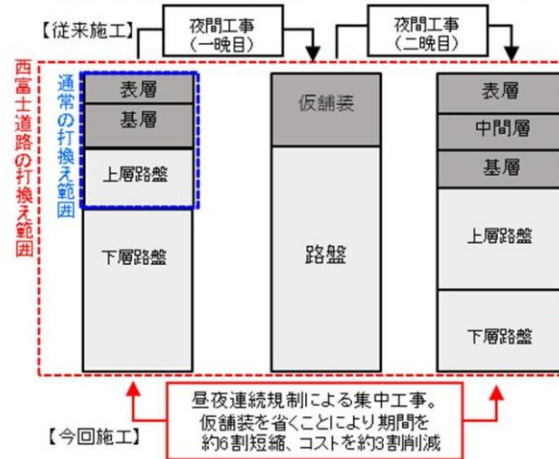 【従来施工】
夜間工事
（一晩目）
夜間工事
（二晩目）
西富士道路の打換え範囲
通常の打換え範囲
表層
基層
上層路盤
下層路盤
仮舗装
路盤
表層
中間層
基層
上層路盤
下層路盤
昼夜連続規制による集中工事。
仮舗装を省くことにより期間を
約6割短縮、コストを約3割削減
【今回施工】